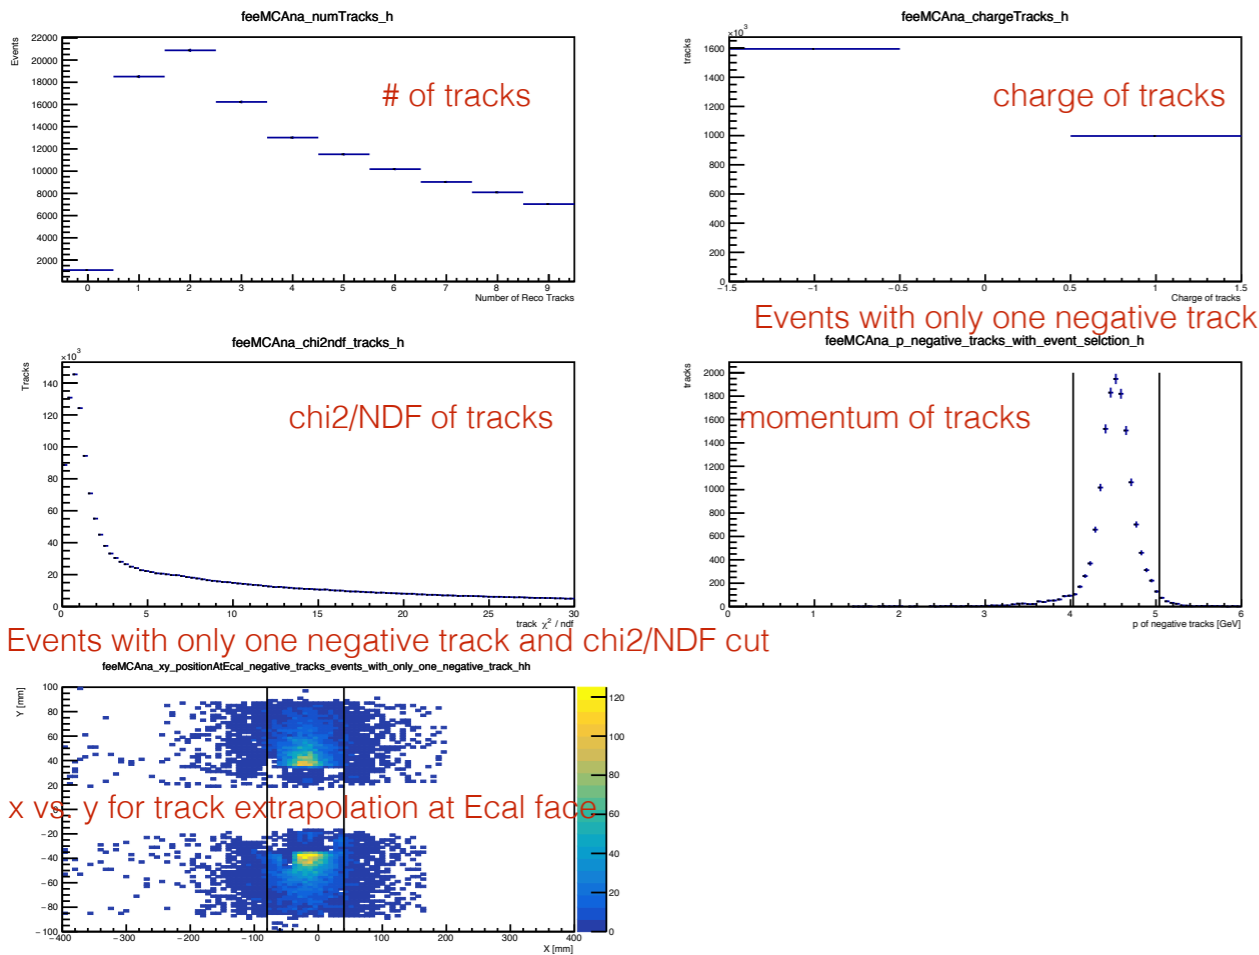 feeMCAna_numTracks_h
Events
22000
20000
18000
16000
14000
12000
10000
8000
6000
4000
2000
# of tracks
0 1 2 3 4 5 6 7 8 9
Number of Reco Tracks
feeMCAna_chargeTracks_h
×10³
tracks
1600
1400
1200
1000
800
600
400
200
0
charge of tracks
−1.5 −1 −0.5 0 0.5 1 1.5
Charge of tracks
Events with only one negative track
feeMCAna_chi2ndf_tracks_h
×10³
Tracks
140
120
100
80
60
40
20
0
chi2/NDF of tracks
0 5 10 15 20 25 30
track χ² / ndf
feeMCAna_p_negative_tracks_with_event_selction_h
tracks
2000
1800
1600
1400
1200
1000
800
600
400
200
0
momentum of tracks
0 1 2 3 4 5 6
p of negative tracks [GeV]
Events with only one negative track and chi2/NDF cut
feeMCAna_xy_positionAtEcal_negative_tracks_events_with_only_one_negative_track_hh
Y [mm]
100
80
60
40
20
x vs. y for track extrapolation at Ecal face
−20
−40
−60
−80
−100
−400 −300 −200 −100 0 100 200 300 400
X [mm]
120
100
80
60
40
20
0